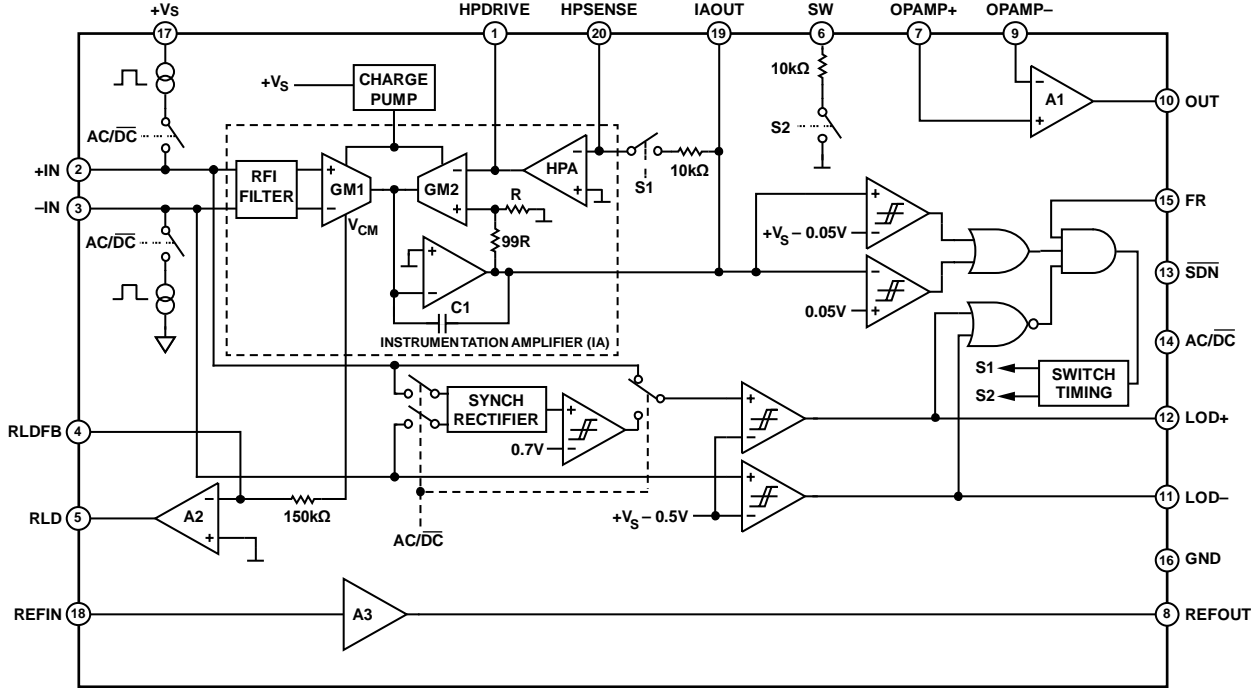 +VS HPDRIVE HPSENSE IAOUT SW OPAMP+ OPAMP–
17 1 20 19 6 7 9
10kΩ
+VS
CHARGE
PUMP
–
A1
+
10 OUT
AC/DC
S2
+IN 2
RFI
FILTER
+
GM1
–
–
GM2
+
HPA
–
+
S1
10kΩ
–IN 3
VCM
R
99R
AC/DC
+
–
+VS – 0.05V
15 FR
+
–
C1
–
+
0.05V
13 SDN
INSTRUMENTATION AMPLIFIER (IA)
14 AC/DC
S1
S2
SWITCH
TIMING
SYNCH
RECTIFIER
+
–
0.7V
+
–
12 LOD+
RLDFB 4
+
–
+VS – 0.5V
11 LOD–
150kΩ
RLD 5
–
A2
+
AC/DC
16 GND
REFIN 18
A3
8 REFOUT